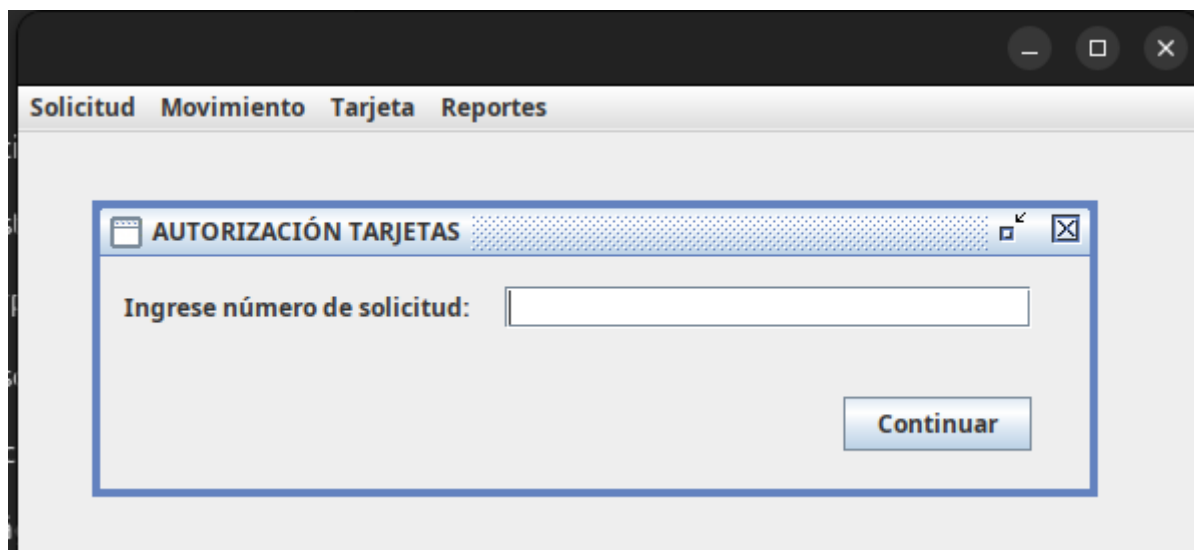 Solicitud Movimiento Tarjeta Reportes
AUTORIZACIÓN TARJETAS
Ingrese número de solicitud:
Continuar